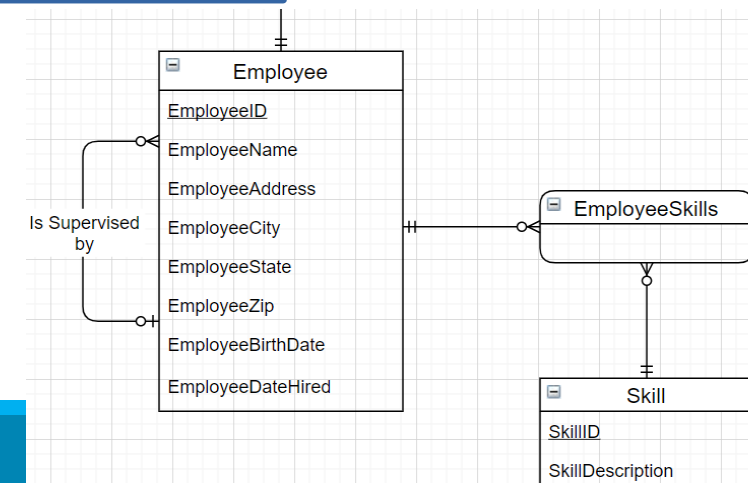 Employee
EmployeeID
EmployeeName
EmployeeAddress
EmployeeCity
EmployeeState
EmployeeZip
EmployeeBirthDate
EmployeeDateHired
Is Supervised
by
EmployeeSkills
Skill
SkillID
SkillDescription